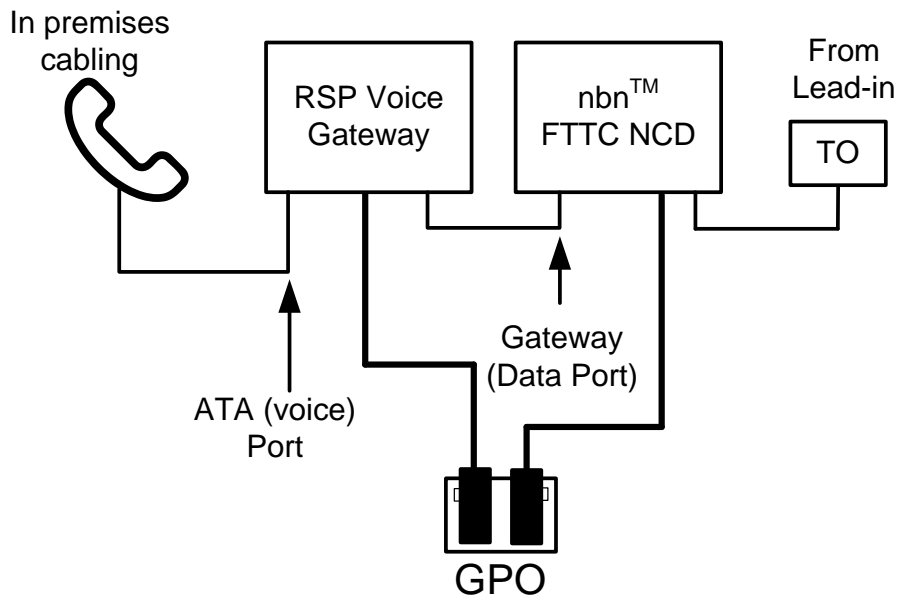 In premises
cabling
RSP Voice
Gateway
nbn™
FTTC NCD
From
Lead-in
TO
Gateway
(Data Port)
ATA (voice)
Port
GPO